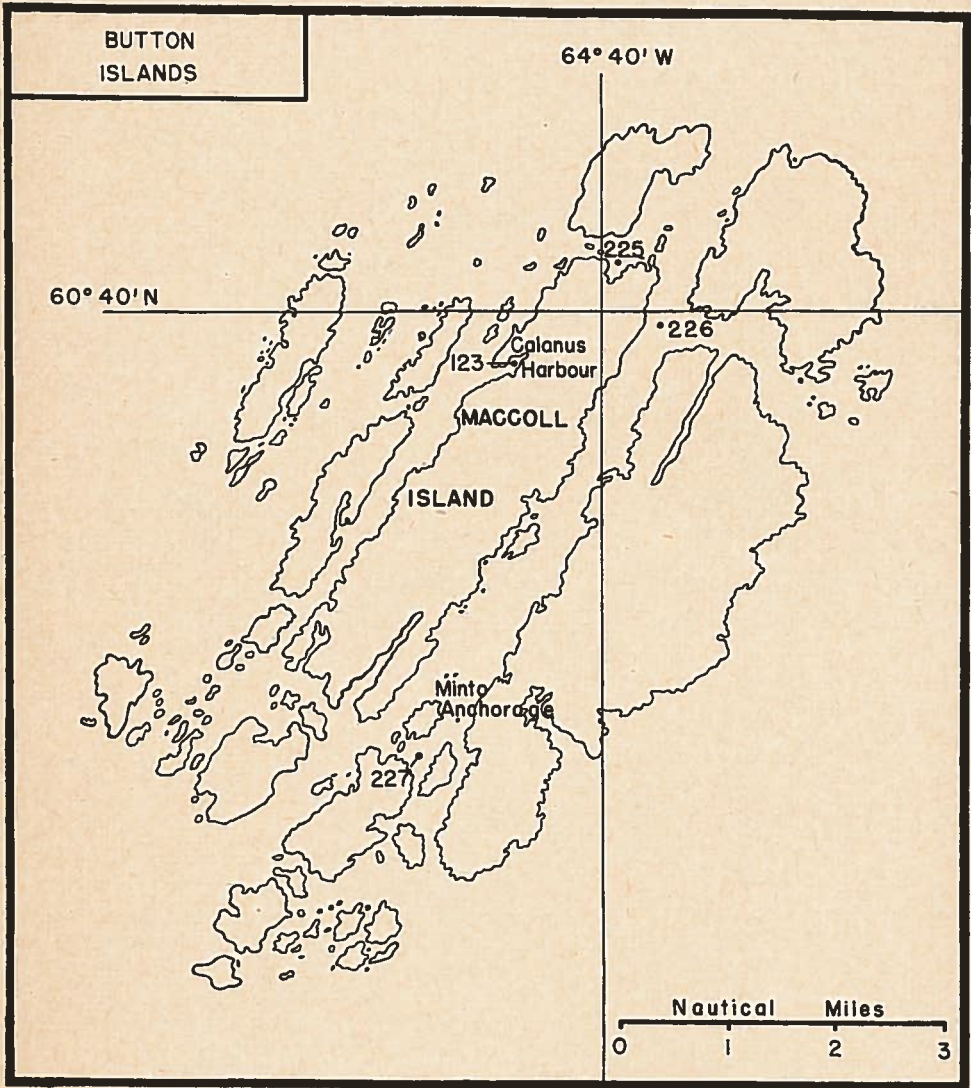 BUTTON
ISLANDS
64° 40' W
225
60° 40' N
226
Calanus
123
Harbour
MACCOLL
ISLAND
Minto
Anchorage
227
Nautical Miles
0 1 2 3